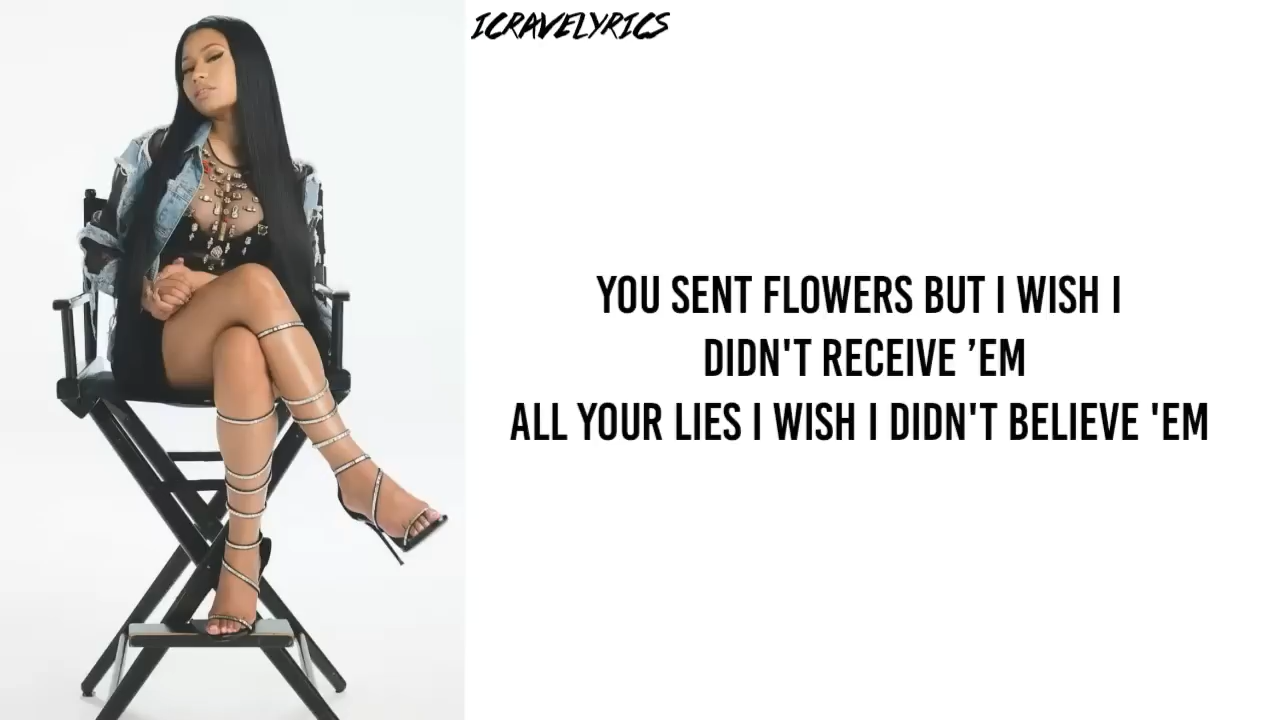 ICRAVELYRICS
YOU SENT FLOWERS BUT I WISH I
DIDN'T RECEIVE ’EM
ALL YOUR LIES I WISH I DIDN'T BELIEVE 'EM